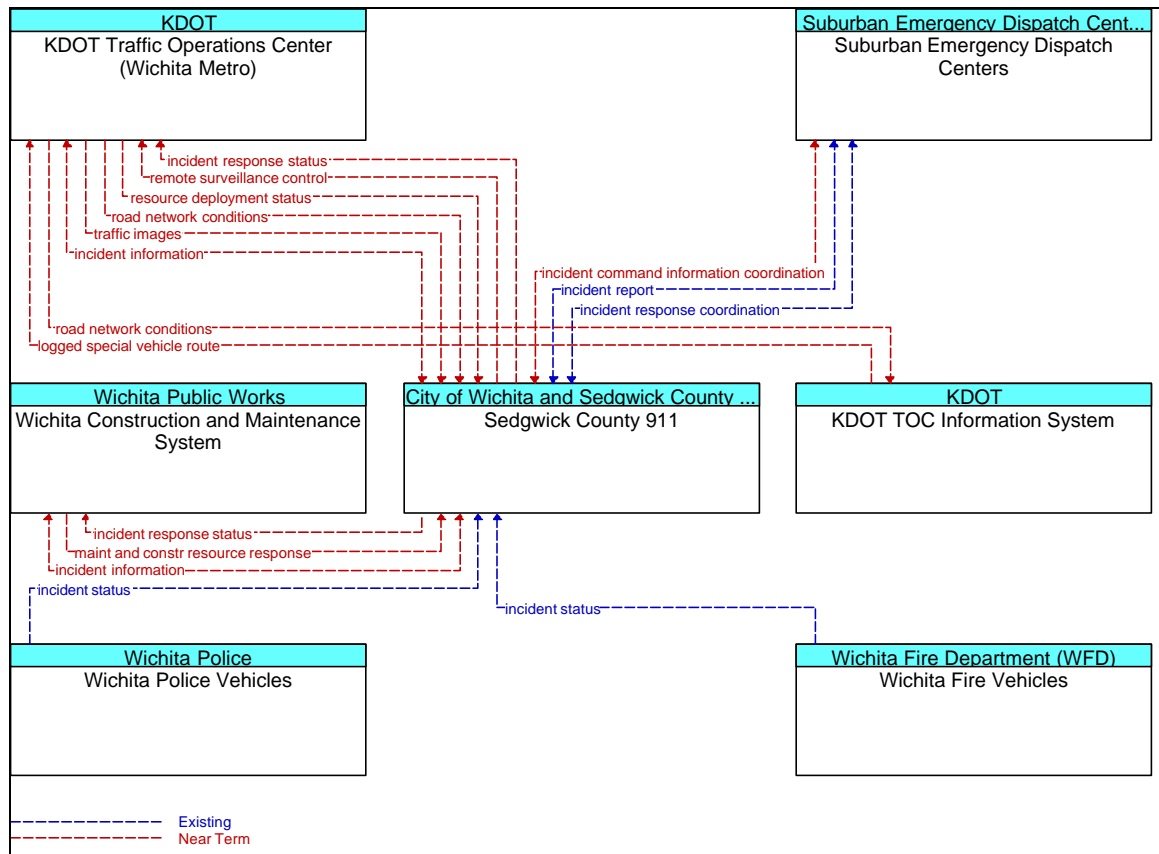 KDOT
KDOT Traffic Operations Center
(Wichita Metro)
Suburban Emergency Dispatch Cent...
Suburban Emergency Dispatch
Centers
incident response status
remote surveillance control
resource deployment status
road network conditions
traffic images
incident information
incident command information coordination
incident report
incident response coordination
road network conditions
logged special vehicle route
Wichita Public Works
Wichita Construction and Maintenance
System
City of Wichita and Sedgwick County ...
Sedgwick County 911
KDOT
KDOT TOC Information System
incident response status
maint and constr resource response
incident information
incident status
incident status
Wichita Police
Wichita Police Vehicles
Wichita Fire Department (WFD)
Wichita Fire Vehicles
Existing
Near Term